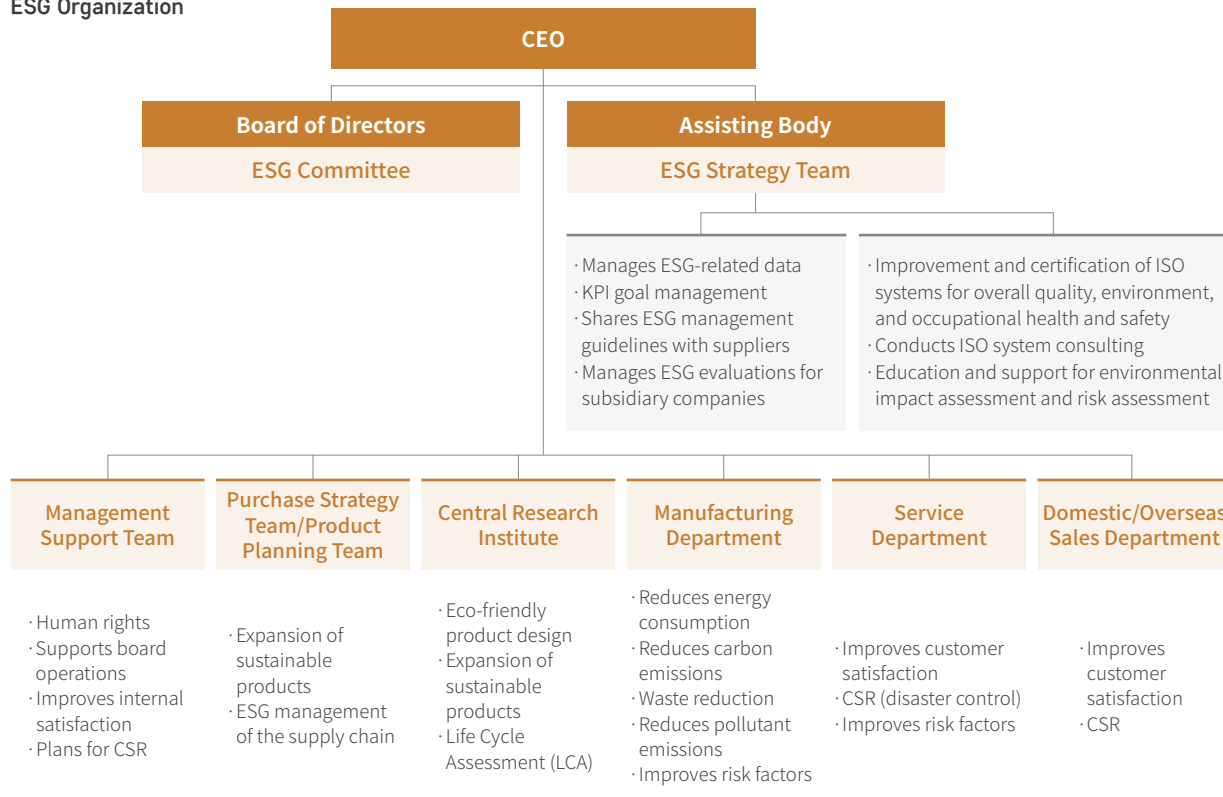 ESG Organization
CEO
Board of Directors
ESG Committee
Assisting Body
ESG Strategy Team
· Manages ESG-related data
· KPI goal management
· Shares ESG management
guidelines with suppliers
· Manages ESG evaluations for
subsidiary companies
· Improvement and certification of ISO
systems for overall quality, environment,
and occupational health and safety
· Conducts ISO system consulting
· Education and support for environmental
impact assessment and risk assessment
Management
Support Team
· Human rights
· Supports board
operations
· Improves internal
satisfaction
· Plans for CSR
Purchase Strategy
Team/Product
Planning Team
· Expansion of
sustainable
products
· ESG management
of the supply chain
Central Research
Institute
· Eco-friendly
product design
· Expansion of
sustainable
products
· Life Cycle
Assessment (LCA)
Manufacturing
Department
· Reduces energy
consumption
· Reduces carbon
emissions
· Waste reduction
· Reduces pollutant
emissions
· Improves risk factors
Service
Department
· Improves customer
satisfaction
· CSR (disaster control)
· Improves risk factors
Domestic/Overseas
Sales Department
· Improves
customer
satisfaction
· CSR